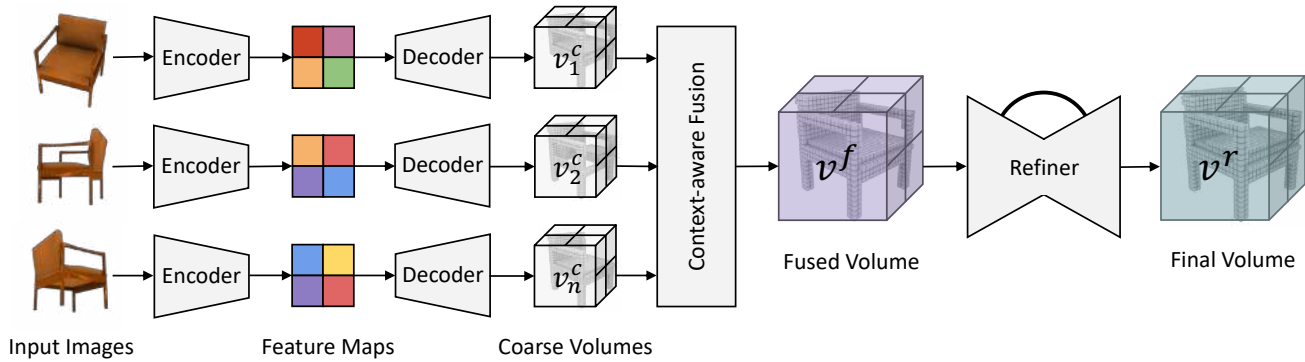 Encoder
Decoder
v_1^c
Encoder
Decoder
v_2^c
Encoder
Decoder
v_n^c
Context-aware Fusion
v^f
Refiner
v^r
Fused Volume
Final Volume
Input Images
Feature Maps
Coarse Volumes